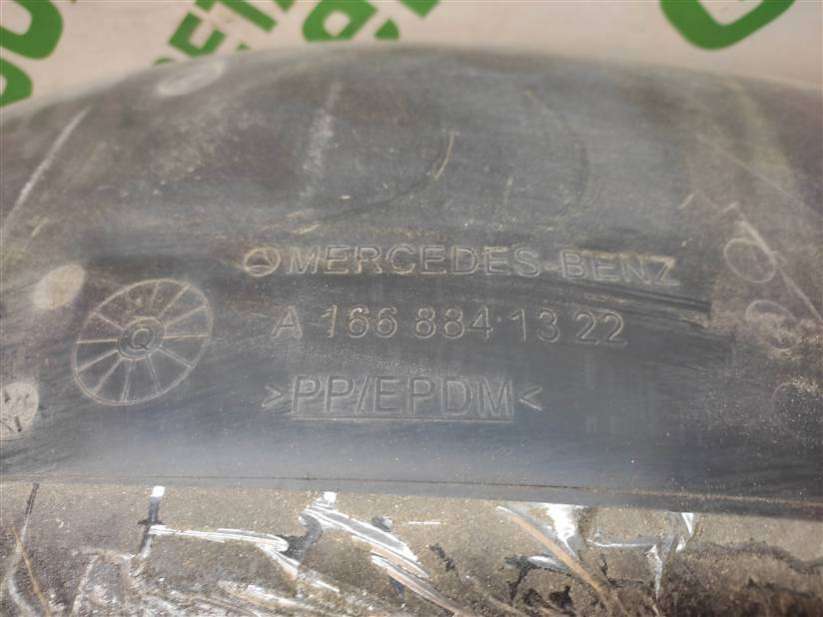 MERCEDES-BENZ
A 166 884 13 22
Q
>PP/EPDM<